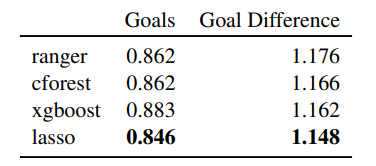 Goals Goal Difference
ranger 0.862 1.176
cforest 0.862 1.166
xgboost 0.883 1.162
lasso 0.846 1.148